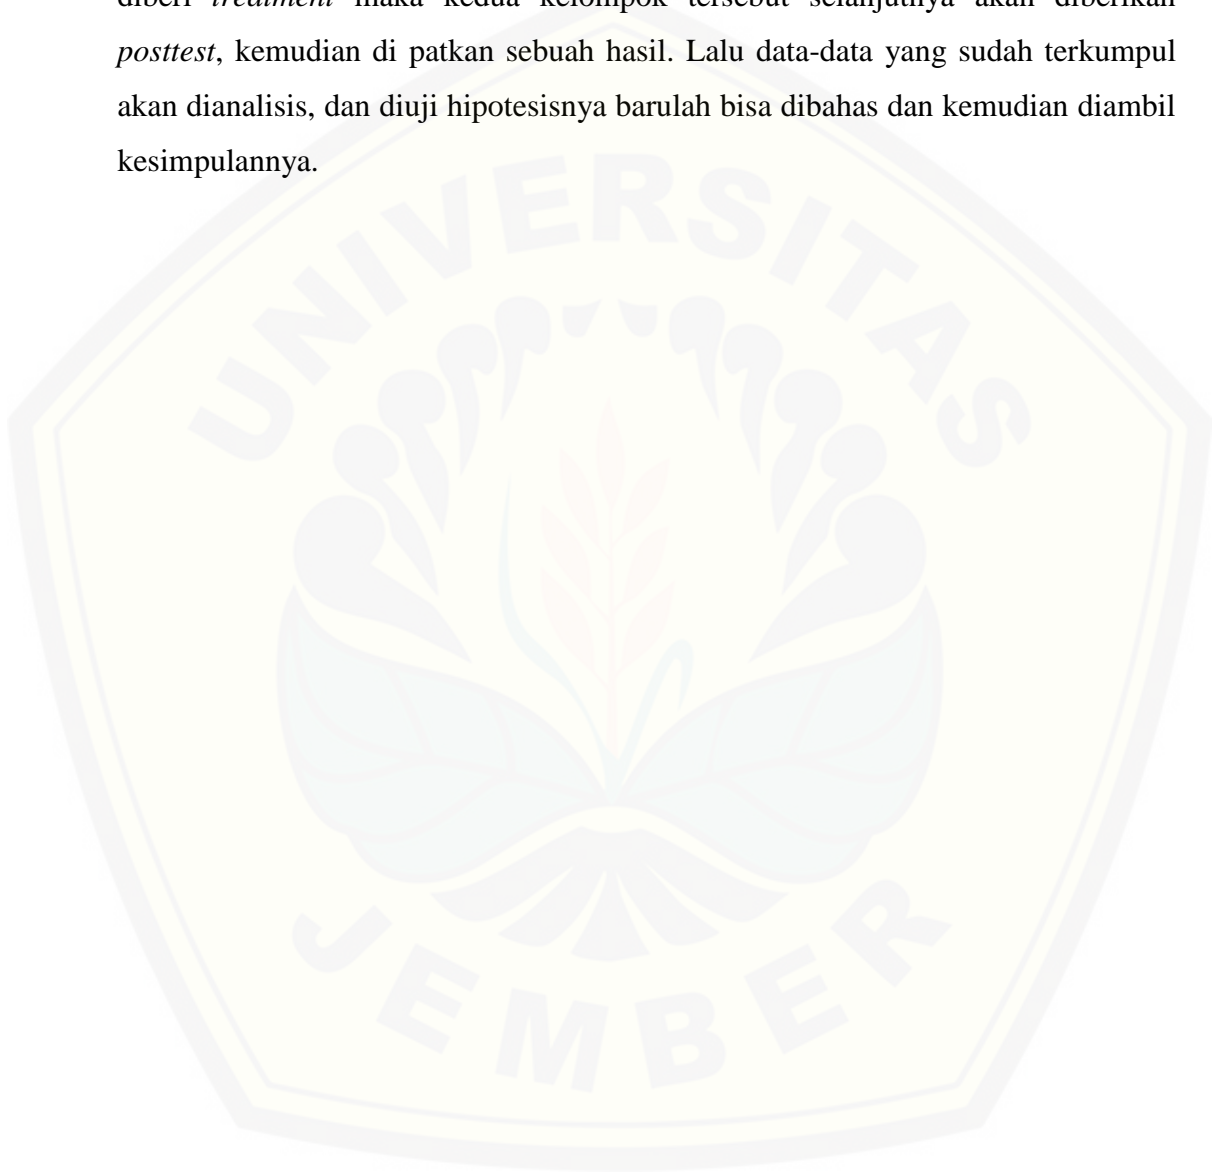 diberi treatment maka kedua kelompok tersebut selanjutnya akan diberikan
posttest, kemudian di patkan sebuah hasil. Lalu data-data yang sudah terkumpul
akan dianalisis, dan diuji hipotesisnya barulah bisa dibahas dan kemudian diambil
kesimpulannya.
UNIVERSITAS
JEMBER